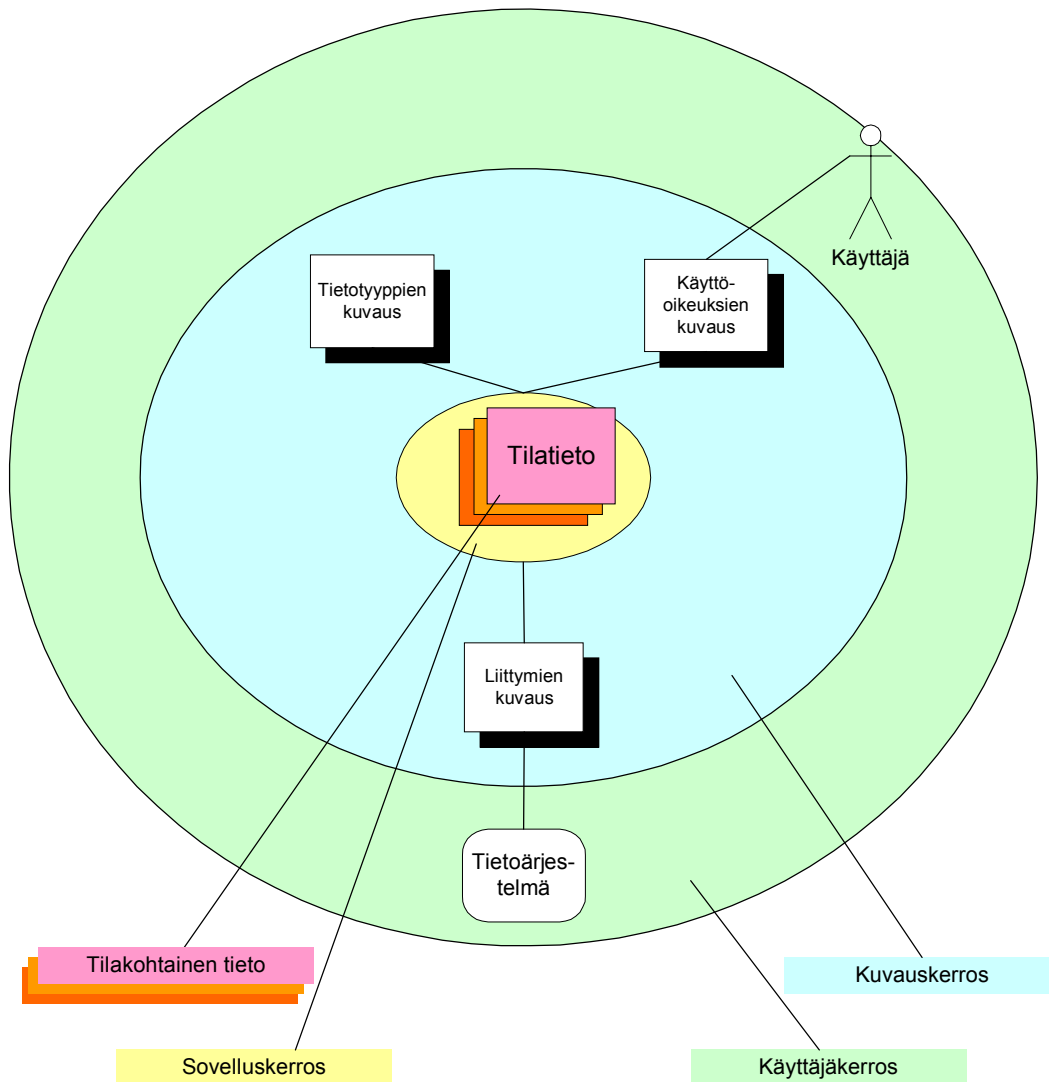 Käyttäjä
Tietotyyppien
kuvaus
Käyttö-
oikeuksien
kuvaus
Tilatieto
Liittymien
kuvaus
Tietoärjes-
telmä
Tilakohtainen tieto
Kuvauskerros
Sovelluskerros
Käyttäjäkerros